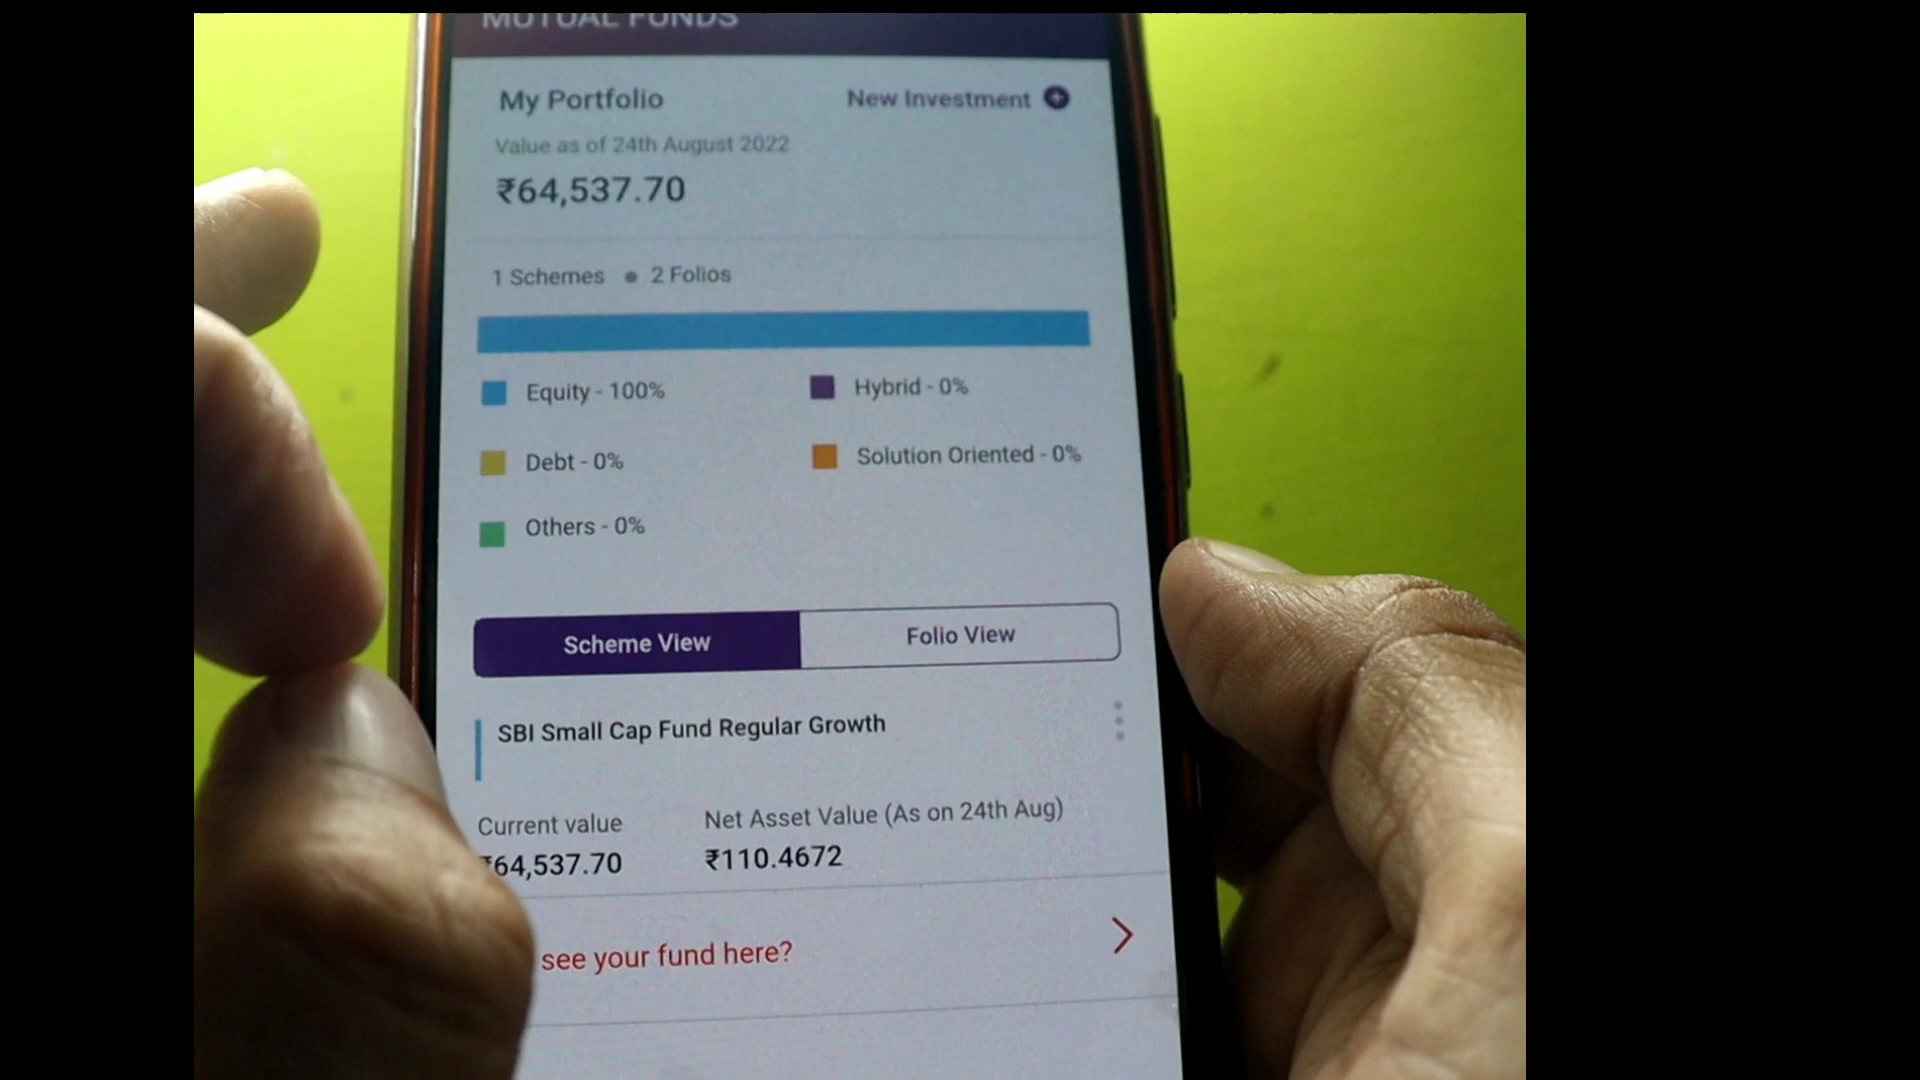 MUTUAL FUNDS
My Portfolio New Investment
Value as of 24th August 2022
₹64,537.70
1 Schemes • 2 Folios
Equity - 100% Hybrid - 0%
Debt - 0% Solution Oriented - 0%
Others - 0%
Scheme View Folio View
SBI Small Cap Fund Regular Growth
Current value Net Asset Value (As on 24th Aug)
₹64,537.70 ₹110.4672
see your fund here?